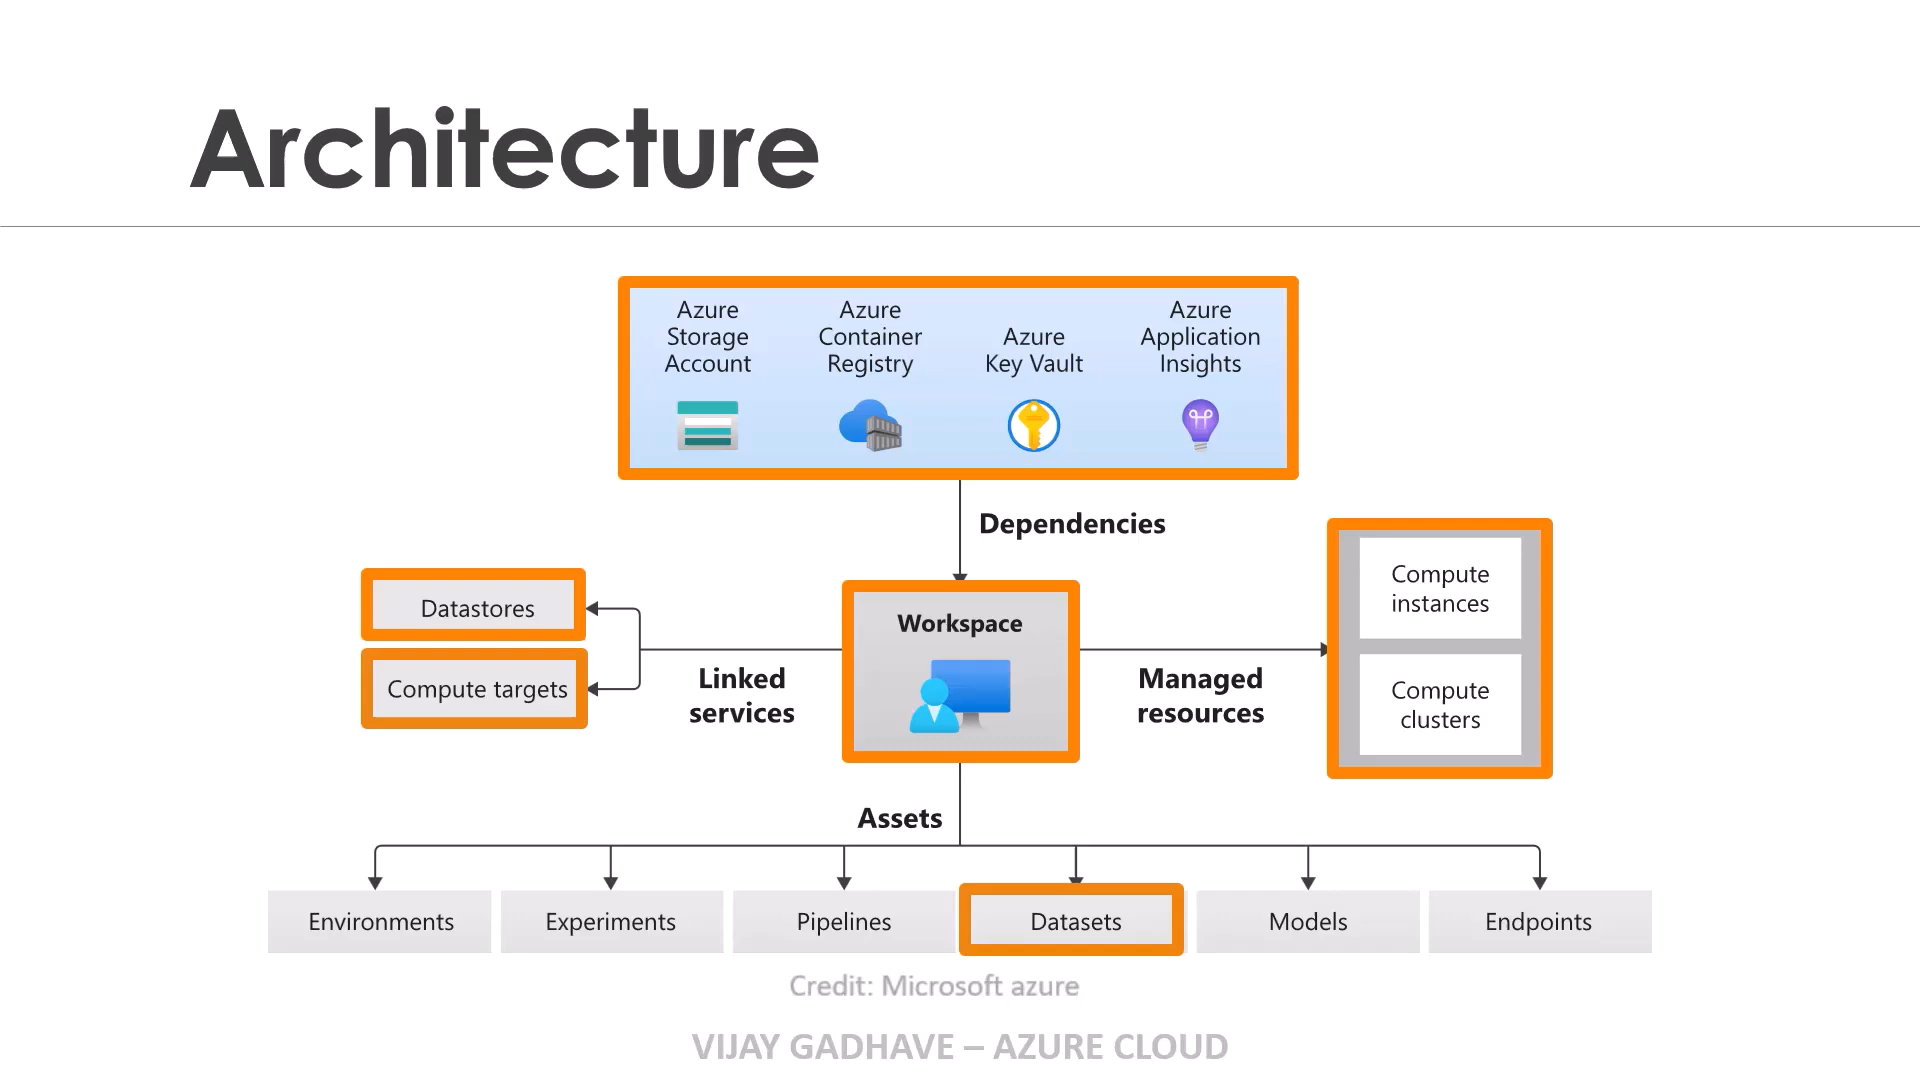 Architecture
Azure
Storage
Account
Azure
Container
Registry
Azure
Key Vault
Azure
Application
Insights
Dependencies
Datastores
Compute targets
Linked
services
Workspace
Managed
resources
Compute
instances
Compute
clusters
Assets
Environments
Experiments
Pipelines
Datasets
Models
Endpoints
Credit: Microsoft azure
VIJAY GADHAVE – AZURE CLOUD